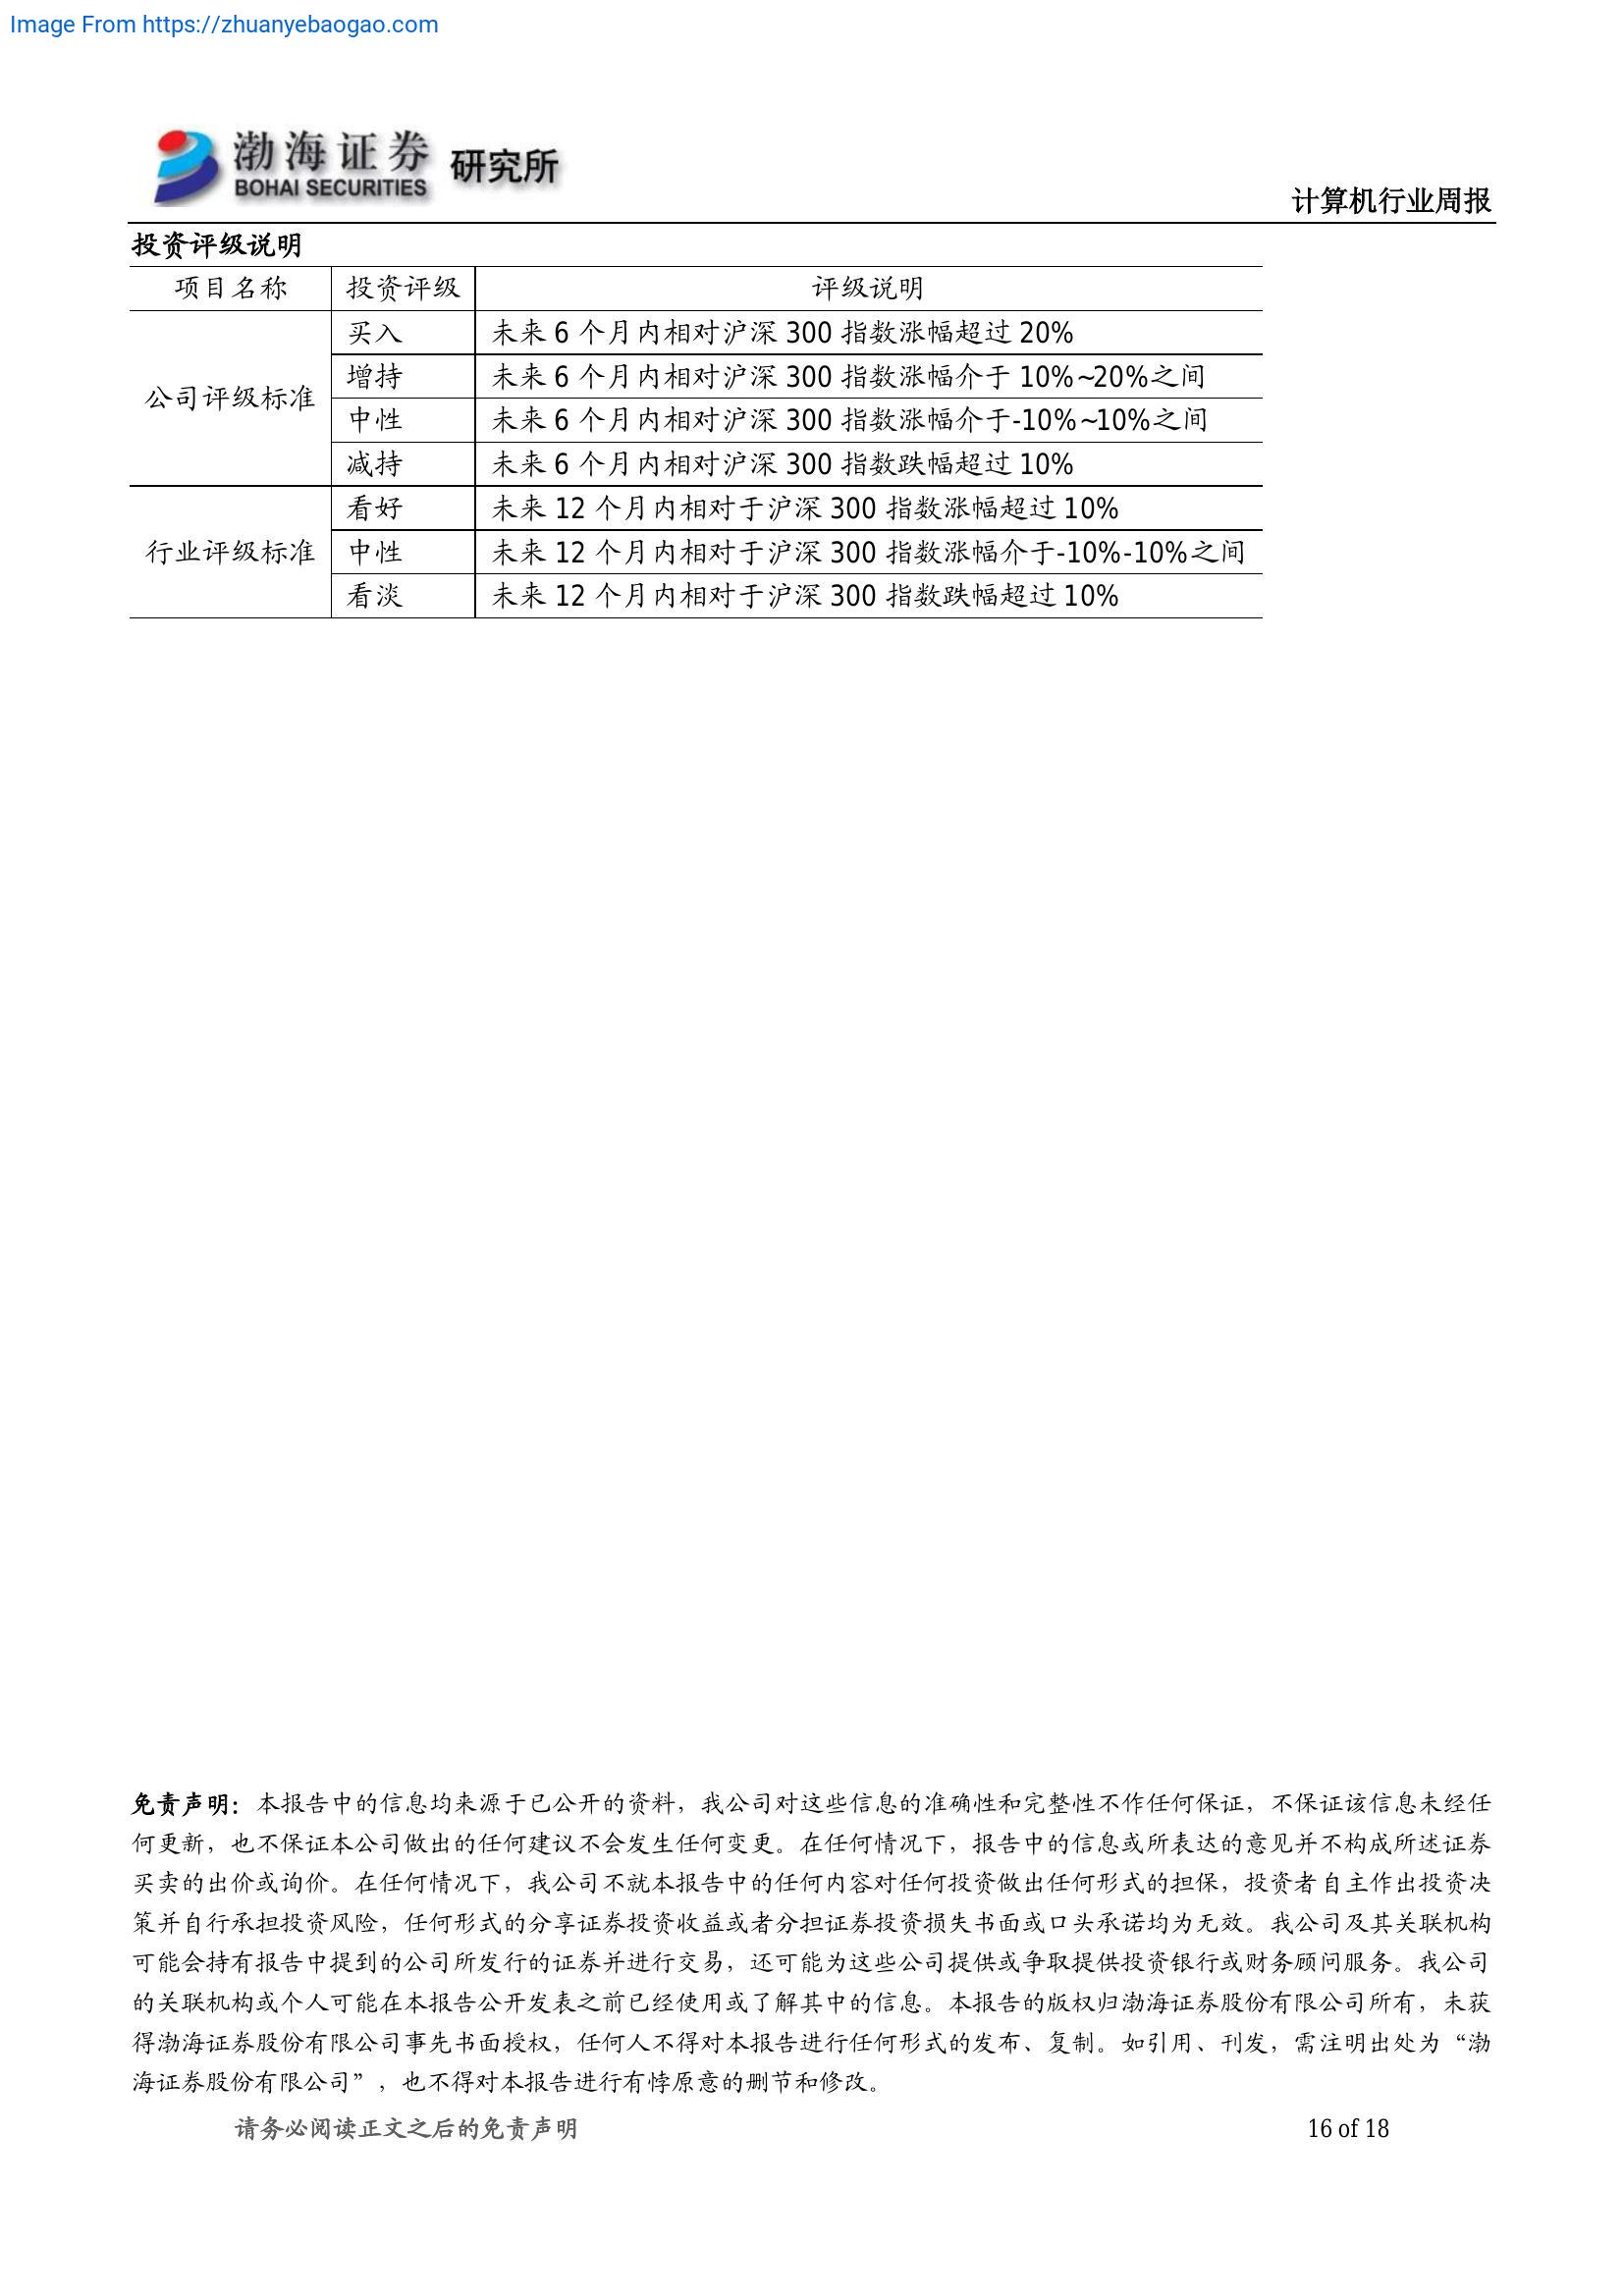 Image From https://zhuanyebaogao.com
渤海证券 研究所
BOHAI SECURITIES
计算机行业周报
投资评级说明
项目名称 投资评级 评级说明
公司评级标准
买入 未来 6 个月内相对沪深 300 指数涨幅超过 20%
增持 未来 6 个月内相对沪深 300 指数涨幅介于 10%~20%之间
中性 未来 6 个月内相对沪深 300 指数涨幅介于-10%~10%之间
减持 未来 6 个月内相对沪深 300 指数跌幅超过 10%
行业评级标准
看好 未来 12 个月内相对于沪深 300 指数涨幅超过 10%
中性 未来 12 个月内相对于沪深 300 指数涨幅介于-10%-10%之间
看淡 未来 12 个月内相对于沪深 300 指数跌幅超过 10%
免责声明：本报告中的信息均来源于已公开的资料，我公司对这些信息的准确性和完整性不作任何保证，不保证该信息未经任
何更新，也不保证本公司做出的任何建议不会发生任何变更。在任何情况下，报告中的信息或所表达的意见并不构成所述证券
买卖的出价或询价。在任何情况下，我公司不就本报告中的任何内容对任何投资做出任何形式的担保，投资者自主作出投资决
策并自行承担投资风险，任何形式的分享证券投资收益或者分担证券投资损失书面或口头承诺均为无效。我公司及其关联机构
可能会持有报告中提到的公司所发行的证券并进行交易，还可能为这些公司提供或争取提供投资银行或财务顾问服务。我公司
的关联机构或个人可能在本报告公开发表之前已经使用或了解其中的信息。本报告的版权归渤海证券股份有限公司所有，未获
得渤海证券股份有限公司事先书面授权，任何人不得对本报告进行任何形式的发布、复制。如引用、刊发，需注明出处为“渤
海证券股份有限公司”，也不得对本报告进行有悖原意的删节和修改。
请务必阅读正文之后的免责声明 16 of 18